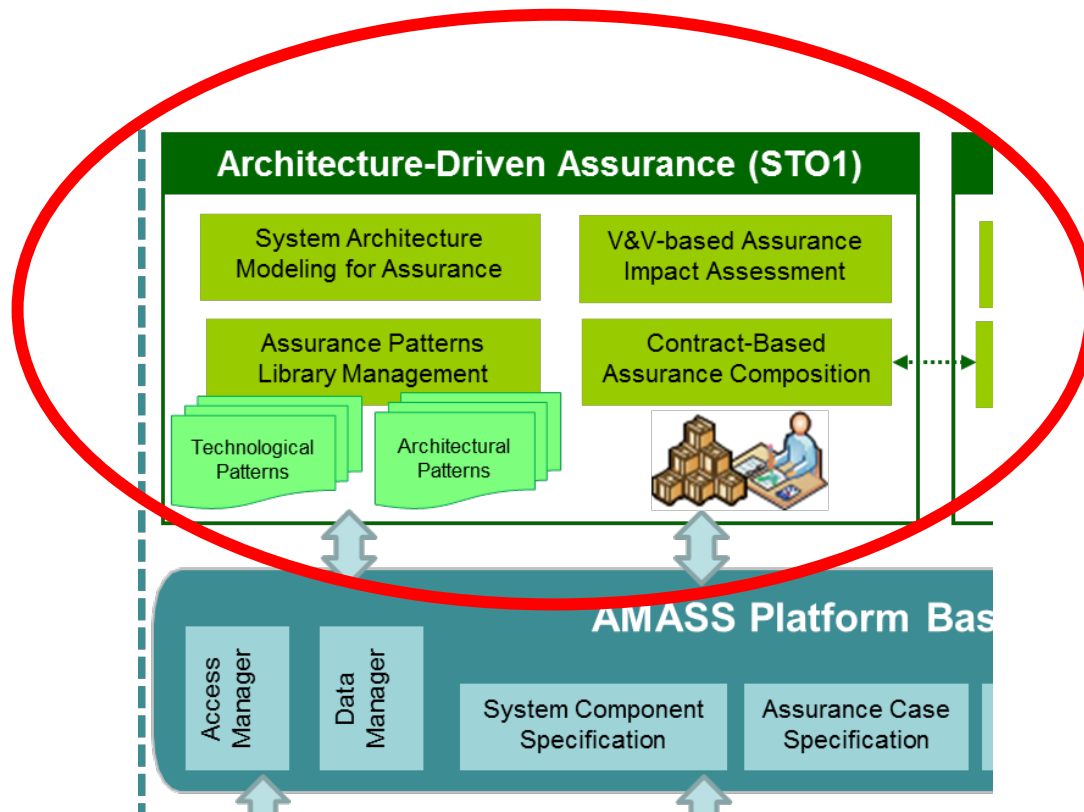 Architecture-Driven Assurance (STO1)
System Architecture
Modeling for Assurance
V&V-based Assurance
Impact Assessment
Assurance Patterns
Library Management
Contract-Based
Assurance Composition
Technological
Patterns
Architectural
Patterns
AMASS Platform Bas
Access
Manager
Data
Manager
System Component
Specification
Assurance Case
Specification